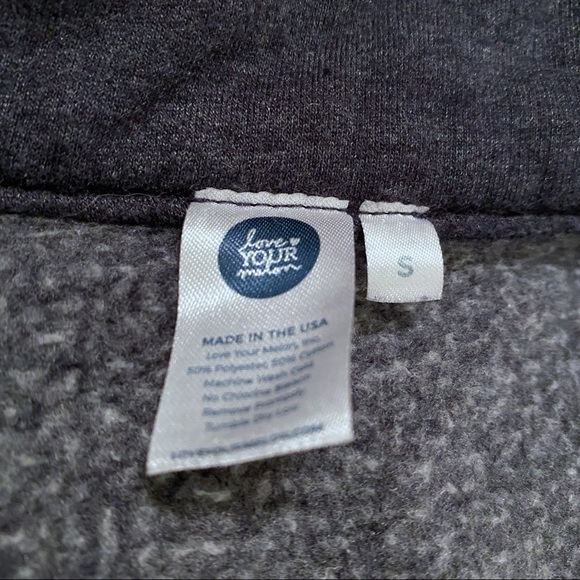 love
YOUR
melon
S
MADE IN THE USA
Love Your Melon, Inc.
50% Polyester, 50% Cotton
Machine Wash Cold
No Chlorine Bleach
Remove Promptly
Tumble Dry Low